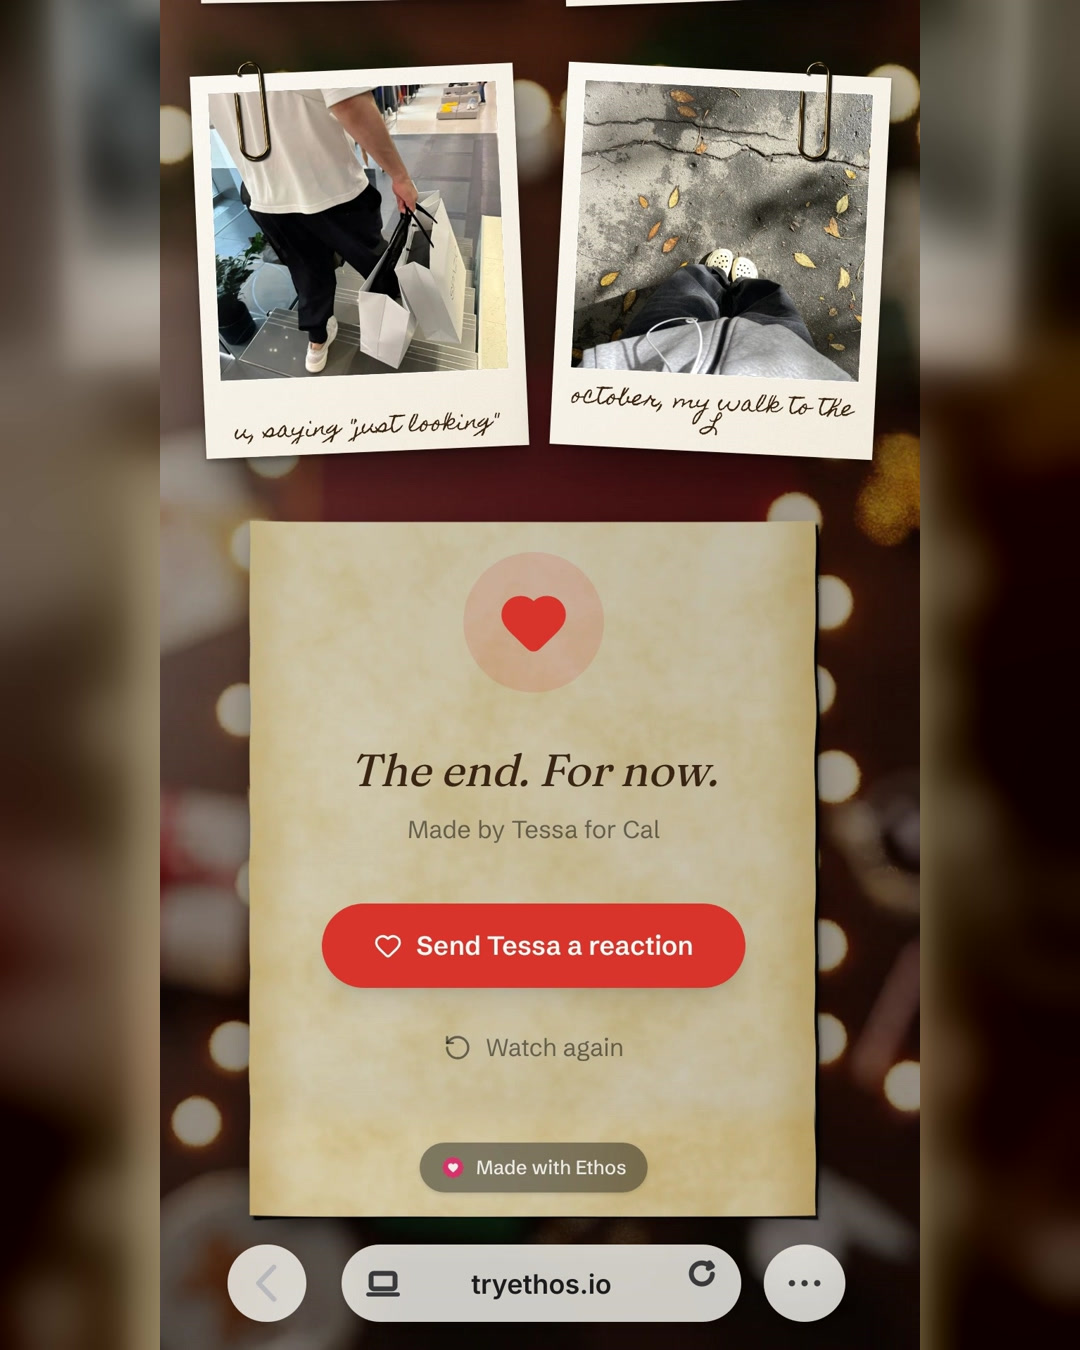 u, saying "just looking"
october, my walk to the
L
The end. For now.
Made by Tessa for Cal
Send Tessa a reaction
Watch again
Made with Ethos
tryethos.io